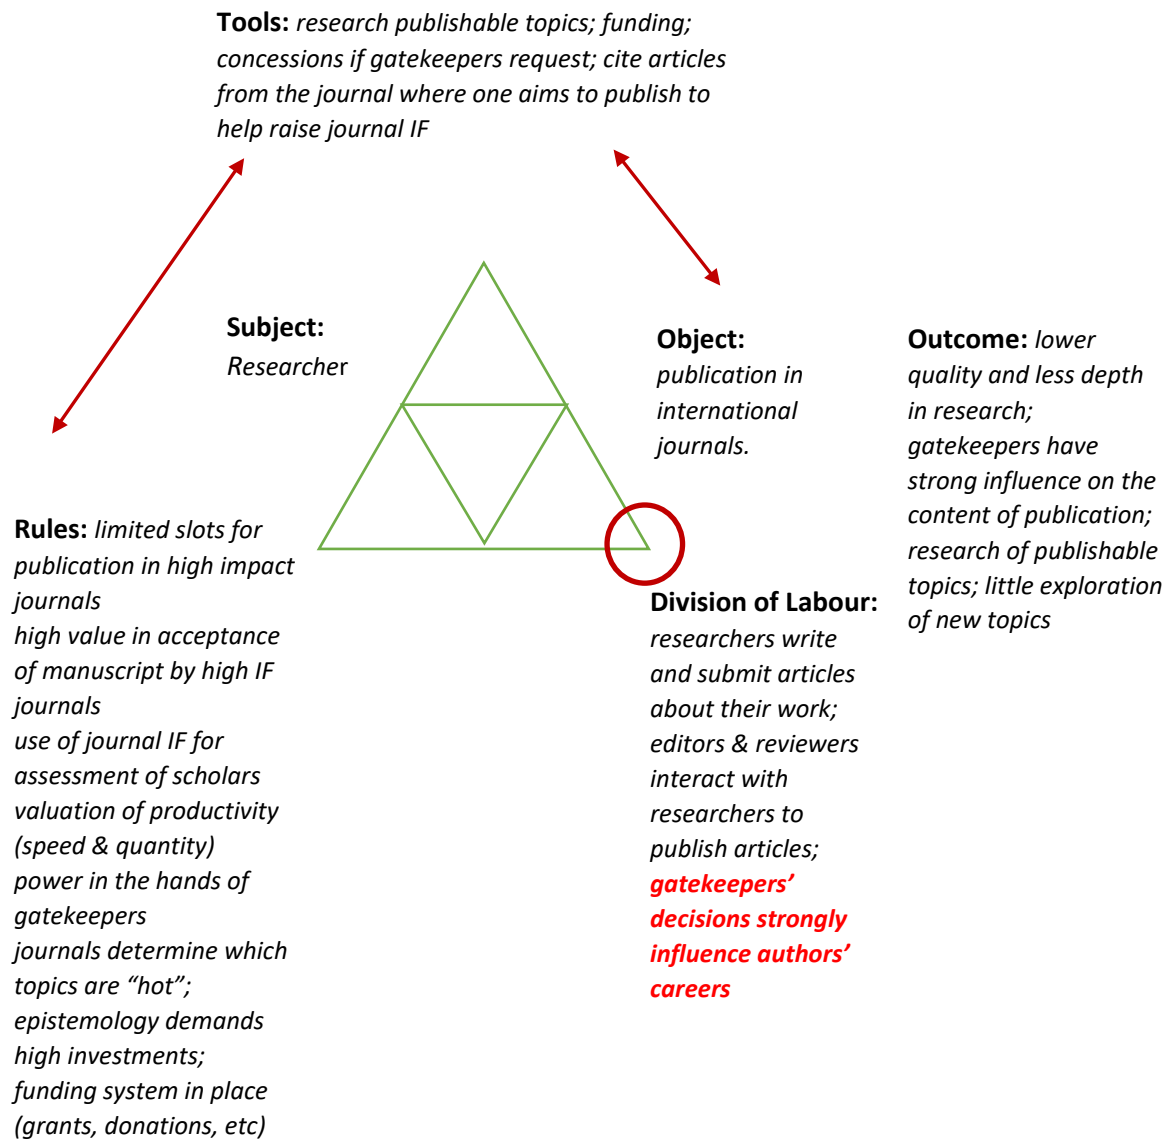 Tools: research publishable topics; funding;
concessions if gatekeepers request; cite articles
from the journal where one aims to publish to
help raise journal IF
Subject:
Researcher
Object:
publication in
international
journals.
Outcome: lower
quality and less depth
in research;
gatekeepers have
strong influence on the
content of publication;
research of publishable
topics; little exploration
of new topics
Rules: limited slots for
publication in high impact
journals
high value in acceptance
of manuscript by high IF
journals
use of journal IF for
assessment of scholars
valuation of productivity
(speed & quantity)
power in the hands of
gatekeepers
journals determine which
topics are “hot”;
epistemology demands
high investments;
funding system in place
(grants, donations, etc)
Division of Labour:
researchers write
and submit articles
about their work;
editors & reviewers
interact with
researchers to
publish articles;
gatekeepers’
decisions strongly
influence authors’
careers